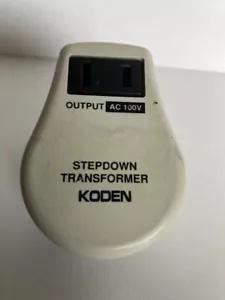 OUTPUT AC 100V
STEPDOWN
TRANSFORMER
KODEN